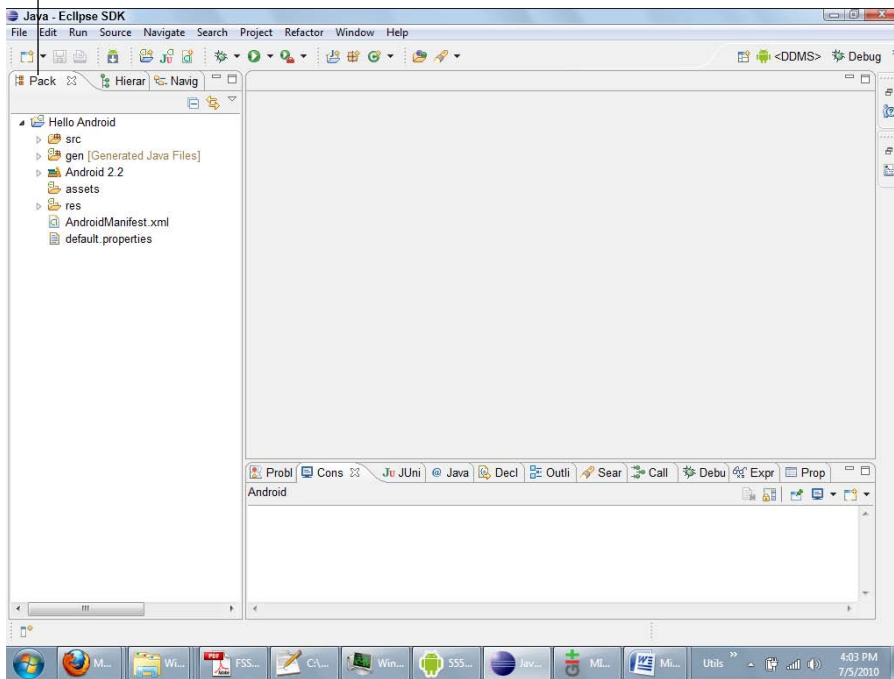 Java - Eclipse SDK
File Edit Run Source Navigate Search Project Refactor Window Help
<DDMS> Debug
Pack Hierar Navig
Hello Android
src
gen [Generated Java Files]
Android 2.2
assets
res
AndroidManifest.xml
default.properties
Probl Cons Ju JUni @ Java Decl Outli Sear Call Debu Expr Prop
Android
M... Wi... FSS... C:\... Win... 555... Jav... MI... Mi... Utils 4:03 PM
7/5/2010